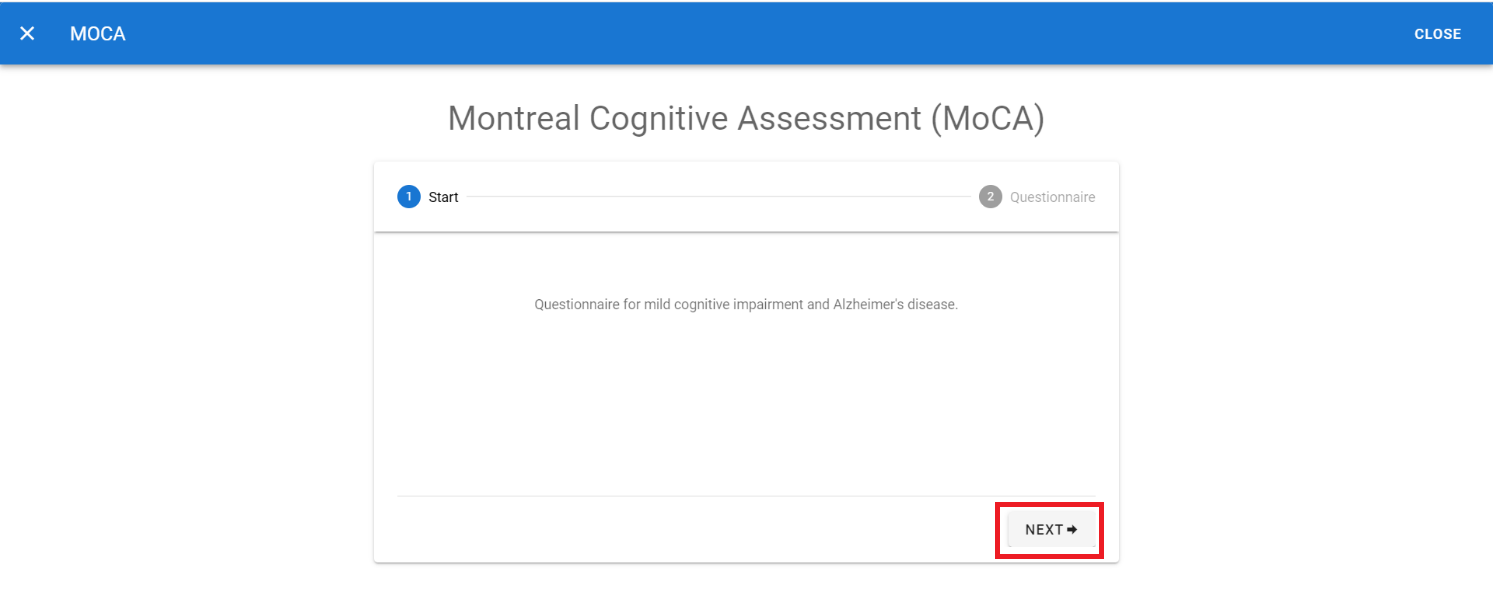 MOCA
CLOSE
Montreal Cognitive Assessment (MoCA)
1 Start
2 Questionnaire
Questionnaire for mild cognitive impairment and Alzheimer's disease.
NEXT